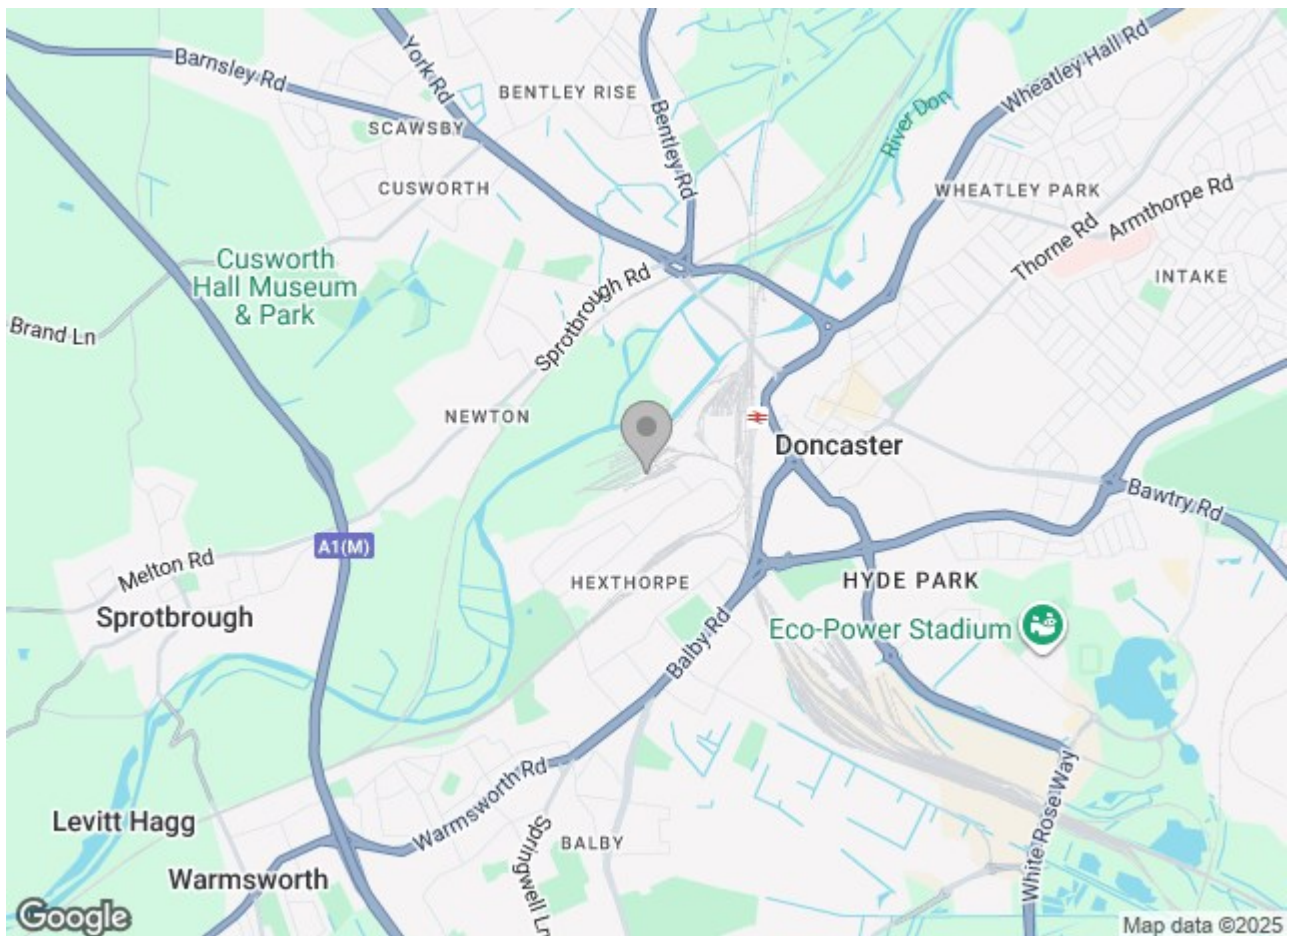 Barnsley Rd
York Rd
BENTLEY RISE
SCAWSBY
CUSWORTH
Bentley Rd
River Don
Wheatley Hall Rd
WHEATLEY PARK
Armthorpe Rd
Thorne Rd
INTAKE
Cusworth
Hall Museum
& Park
Brand Ln
Sprotbrough Rd
NEWTON
Doncaster
Bawtry Rd
A1(M)
Melton Rd
Sprotbrough
HEXTHORPE
HYDE PARK
Eco-Power Stadium
Balby Rd
Warmsworth Rd
Levitt Hagg
Warmsworth
Springwell Ln
BALBY
White Rose Way
Google
Map data ©2025